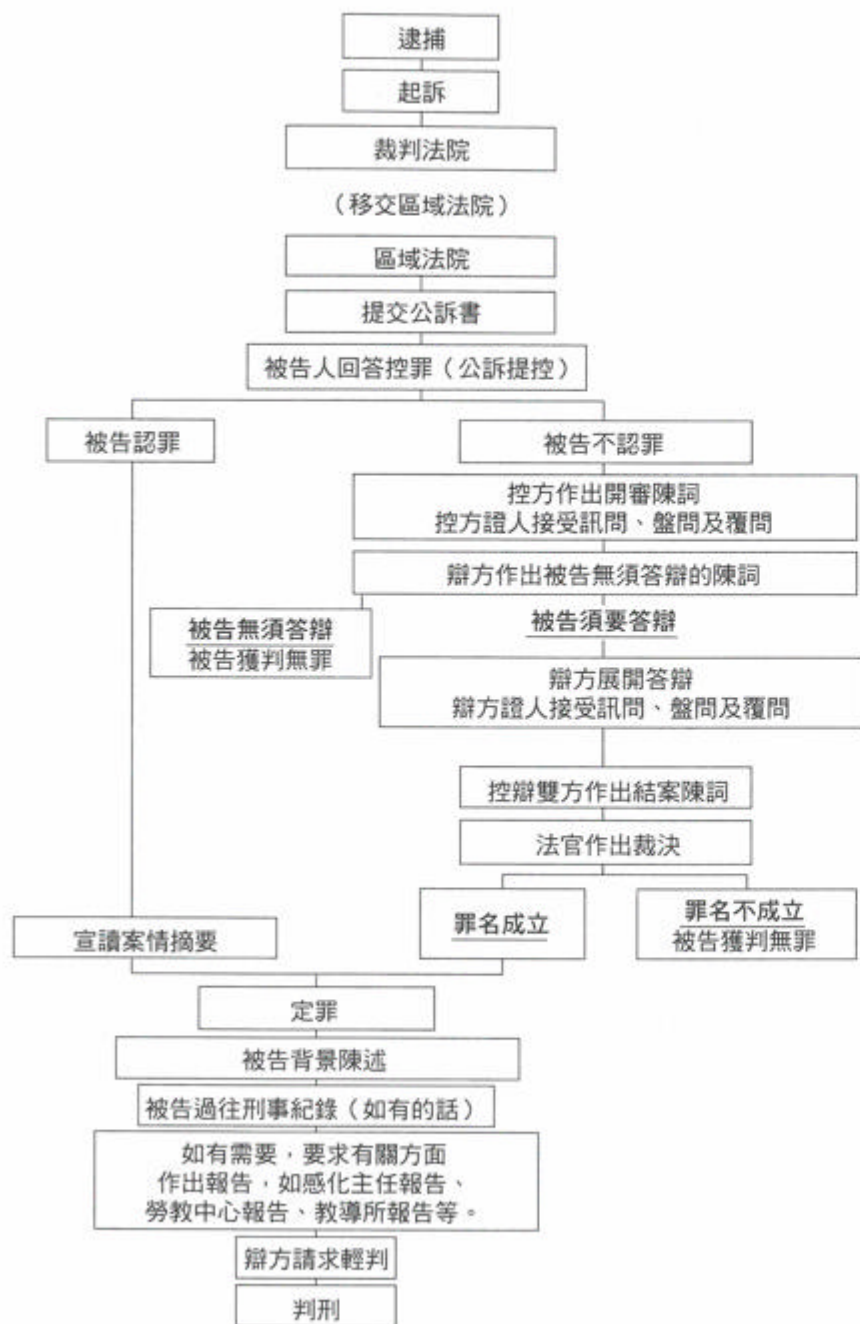 逮捕
起訴
裁判法院
（移交區域法院）
區域法院
提交公訴書
被告人回答控罪（公訴提控）
被告認罪
被告不認罪
控方作出開審陳詞
控方證人接受訊問、盤問及覆問
辯方作出被告無須答辯的陳詞
被告無須答辯
被告獲判無罪
被告須要答辯
辯方展開答辯
辯方證人接受訊問、盤問及覆問
控辯雙方作出結案陳詞
法官作出裁決
罪名成立
罪名不成立
被告獲判無罪
宣讀案情摘要
定罪
被告背景陳述
被告過往刑事紀錄（如有的話）
如有需要，要求有關方面
作出報告，如感化主任報告、
勞教中心報告、教導所報告等。
辯方請求輕判
判刑